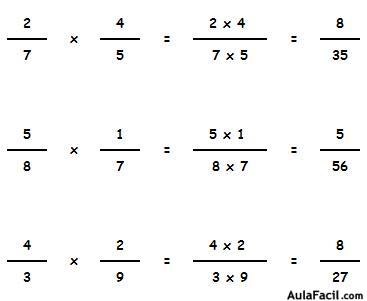 2/7 x 4/5 = 2 x 4/7 x 5 = 8/35
5/8 x 1/7 = 5 x 1/8 x 7 = 5/56
4/3 x 2/9 = 4 x 2/3 x 9 = 8/27
AulaFacil.com